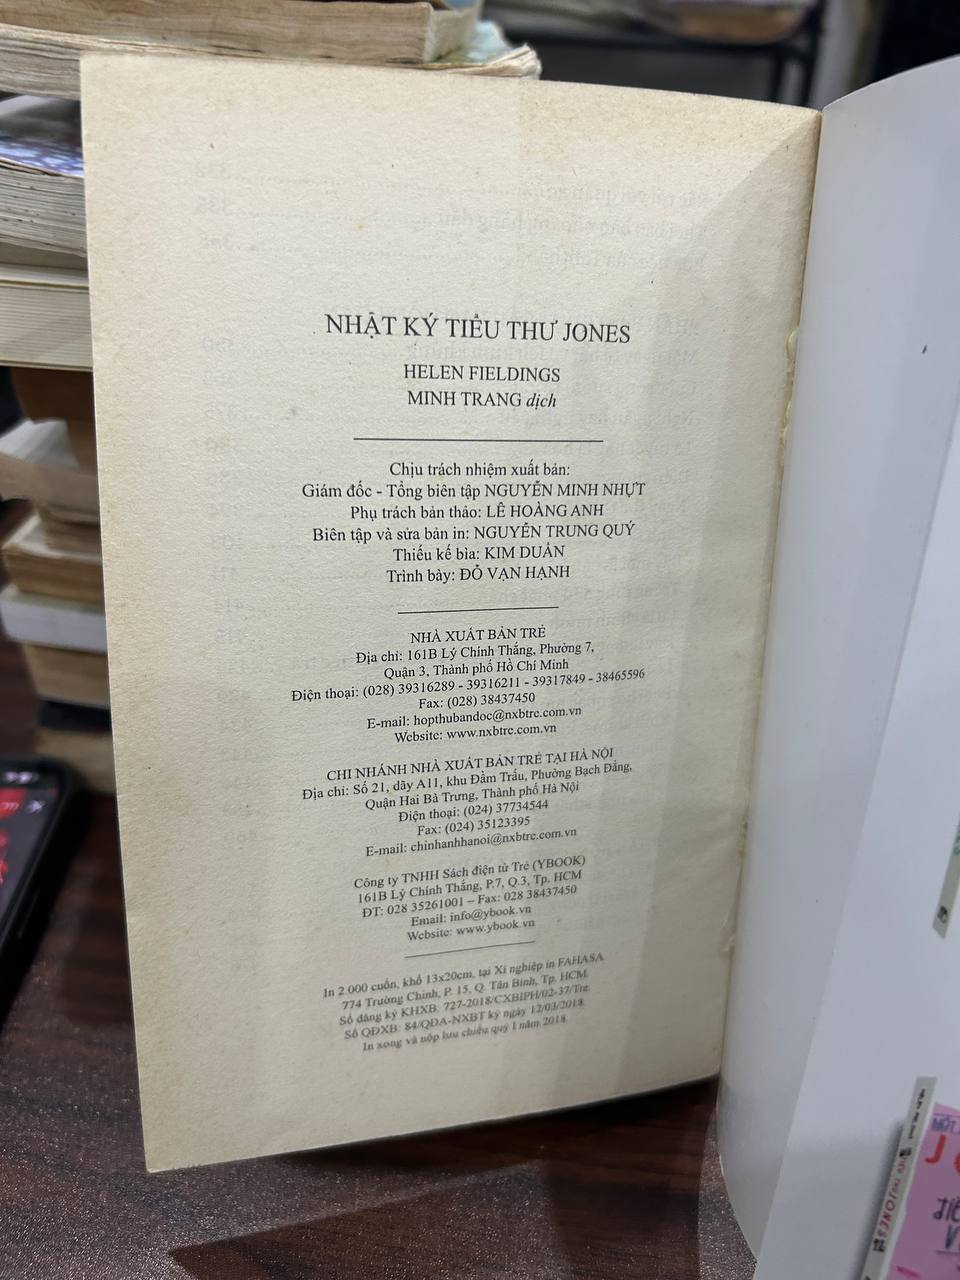 NHẬT KÝ TIỂU THƯ JONES
HELEN FIELDINGS
MINH TRANG dịch
Chịu trách nhiệm xuất bản:
Giám đốc - Tổng biên tập NGUYỄN MINH NHỰT
Phụ trách bản thảo: LÊ HOÀNG ANH
Biên tập và sửa bản in: NGUYỄN TRUNG QUÝ
Thiếu kế bìa: KIM DUẨN
Trình bày: ĐỖ VẠN HẠNH
NHÀ XUẤT BẢN TRẺ
Địa chỉ: 161B Lý Chính Thắng, Phường 7,
Quận 3, Thành phố Hồ Chí Minh
Điện thoại: (028) 39316289 - 39316211 - 39317849 - 38465596
Fax: (028) 38437450
E-mail: hopthubandoc@nxbtre.com.vn
Website: www.nxbtre.com.vn
CHI NHÁNH NHÀ XUẤT BẢN TRẺ TẠI HÀ NỘI
Địa chỉ: Số 21, dãy A11, khu Đầm Trấu, Phường Bạch Đằng,
Quận Hai Bà Trưng, Thành phố Hà Nội
Điện thoại: (024) 37734544
Fax: (024) 35123395
E-mail: chinhanhhanoi@nxbtre.com.vn
Công ty TNHH Sách điện tử Trẻ (YBOOK)
161B Lý Chính Thắng, P.7, Q.3, Tp. HCM
ĐT: 028 35261001 – Fax: 028 38437450
Email: info@ybook.vn
Website: www.ybook.vn
In 2.000 cuốn, khổ 13x20cm, tại Xí nghiệp in FAHASA
774 Trường Chinh, P. 15, Q. Tân Bình, Tp. HCM.
Số đăng ký KHXB: 727-2018/CXBIPH/02-37/Tre
Số QĐXB: 84/QĐA-NXBT ký ngày 12/03/2018.
In xong và nộp lưu chiểu quý 1 năm 2018.
JONES